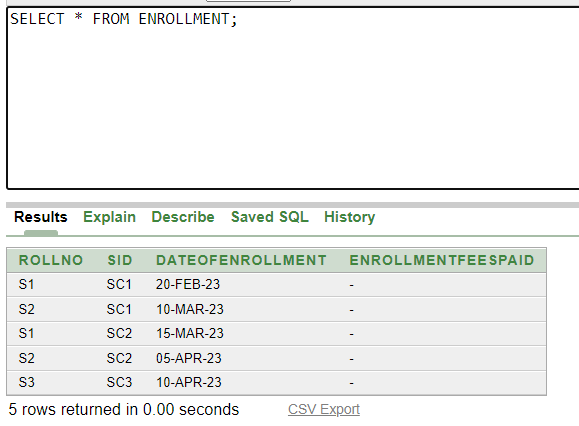 SELECT * FROM ENROLLMENT;
Results Explain Describe Saved SQL History
ROLLNO SID DATEOFENROLLMENT ENROLLMENTFEESPAID
S1 SC1 20-FEB-23 -
S2 SC1 10-MAR-23 -
S1 SC2 15-MAR-23 -
S2 SC2 05-APR-23 -
S3 SC3 10-APR-23 -
5 rows returned in 0.00 seconds CSV Export